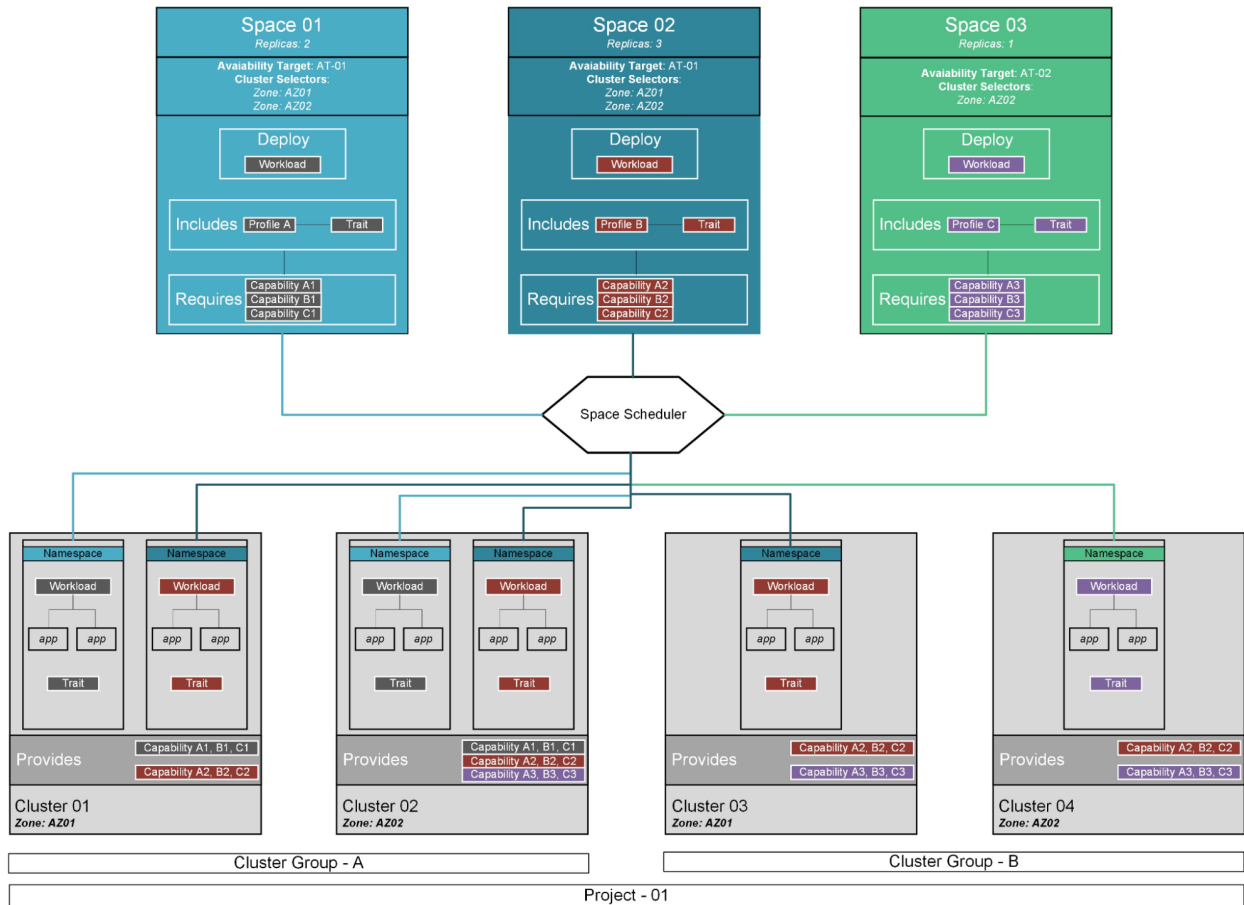 Space 01
Replicas: 2
Avaiability Target: AT-01
Cluster Selectors:
Zone: AZ01
Zone: AZ02
Deploy
Workload
Includes Profile A Trait
Requires
Capability A1
Capability B1
Capability C1
Space 02
Replicas: 3
Avaiability Target: AT-01
Cluster Selectors:
Zone: AZ01
Zone: AZ02
Deploy
Workload
Includes Profile B Trait
Requires
Capability A2
Capability B2
Capability C2
Space 03
Replicas: 1
Avaiability Target: AT-02
Cluster Selectors:
Zone: AZ02
Deploy
Workload
Includes Profile C Trait
Requires
Capability A3
Capability B3
Capability C3
Space Scheduler
Namespace
Workload
app app
Trait
Namespace
Workload
app app
Trait
Provides
Capability A1, B1, C1
Capability A2, B2, C2
Cluster 01
Zone: AZ01
Namespace
Workload
app app
Trait
Namespace
Workload
app app
Trait
Provides
Capability A1, B1, C1
Capability A2, B2, C2
Capability A3, B3, C3
Cluster 02
Zone: AZ02
Namespace
Workload
app app
Trait
Provides
Capability A2, B2, C2
Capability A3, B3, C3
Cluster 03
Zone: AZ01
Namespace
Workload
app app
Trait
Provides
Capability A2, B2, C2
Capability A3, B3, C3
Cluster 04
Zone: AZ02
Cluster Group - A
Cluster Group - B
Project - 01